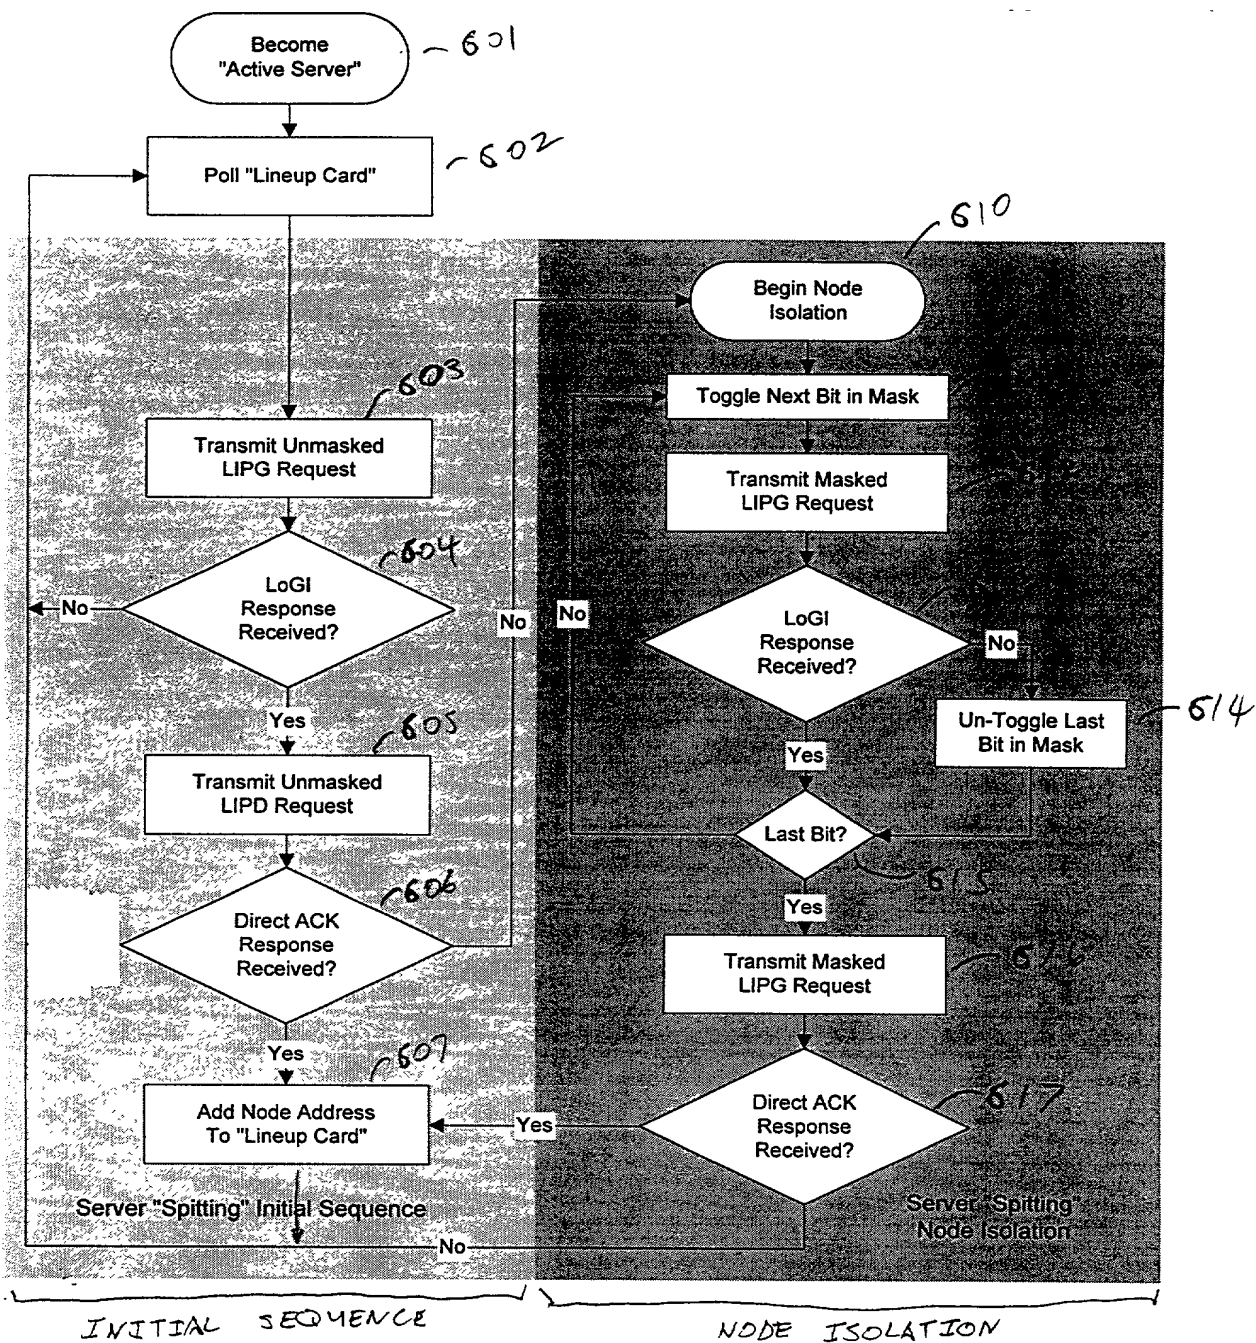 Become
"Active Server"
601
Poll "Lineup Card"
602
610
Begin Node
Isolation
Toggle Next Bit in Mask
603
Transmit Unmasked
LIPG Request
Transmit Masked
LIPG Request
604
LoGI
Response
Received?
No
No
No
LoGI
Response
Received?
No
Yes
605
Un-Toggle Last
Bit in Mask
614
Yes
Transmit Unmasked
LIPD Request
Last Bit?
615
606
Yes
Direct ACK
Response
Received?
Transmit Masked
LIPG Request
616
Yes
607
Add Node Address
To "Lineup Card"
Yes
Direct ACK
Response
Received?
617
Server "Spitting" Initial Sequence
Server "Spitting"
Node Isolation
No
INITIAL SEQUENCE
NODE ISOLATION